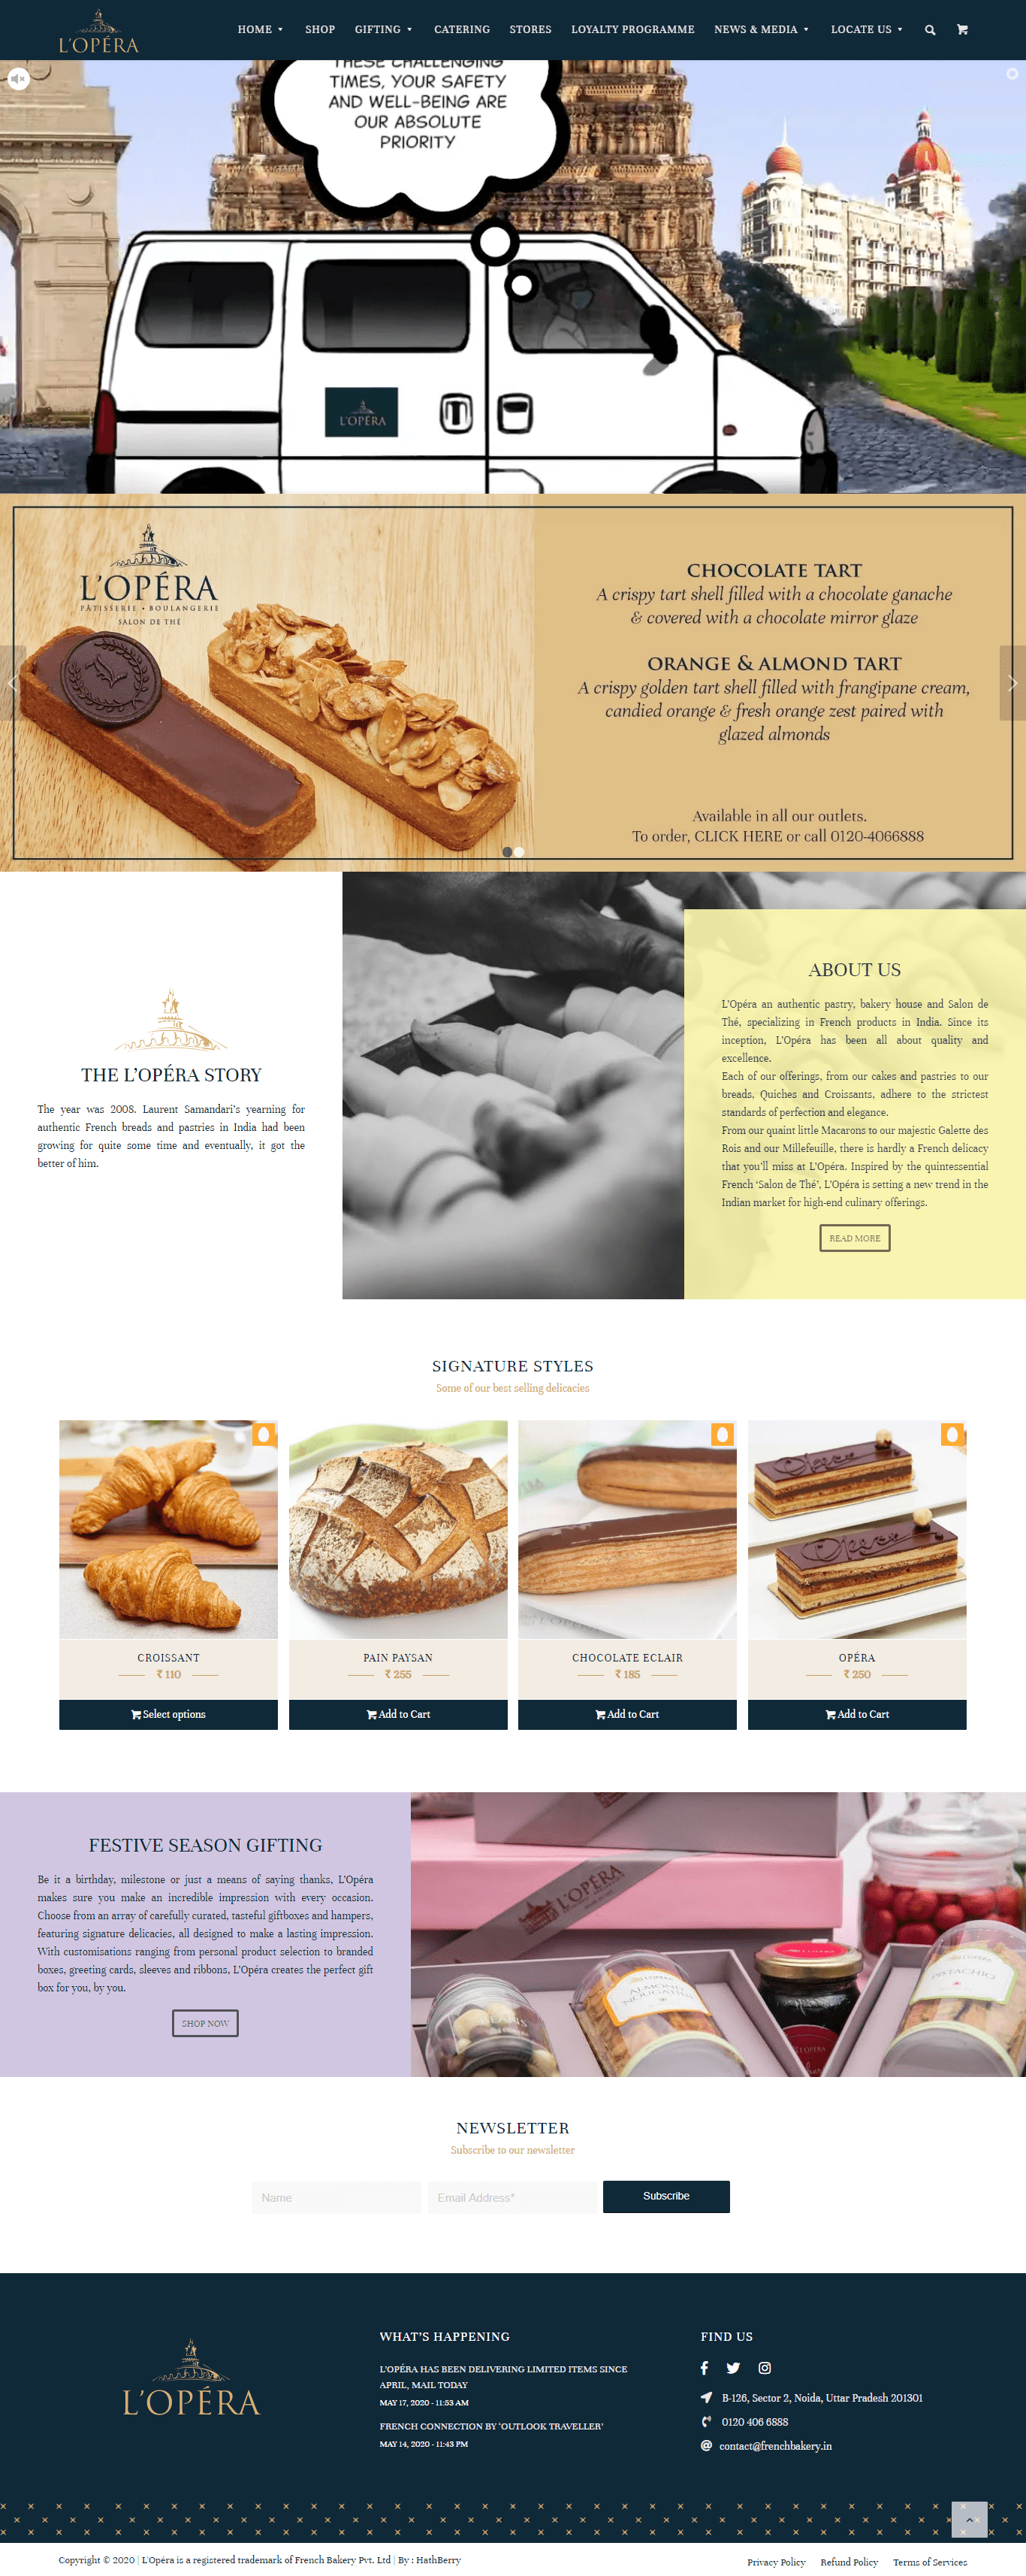 L'OPÉRA
HOME
SHOP
GIFTING
CATERING
STORES
LOYALTY PROGRAMME
NEWS & MEDIA
LOCATE US
THESE CHALLENGING
TIMES, YOUR SAFETY
AND WELL-BEING ARE
OUR ABSOLUTE
PRIORITY
L'OPÉRA
L'OPÉRA
PÂTISSERIE • BOULANGERIE
SALON DE THÉ
CHOCOLATE TART
A crispy tart shell filled with a chocolate ganache
& covered with a chocolate mirror glaze
ORANGE & ALMOND TART
A crispy golden tart shell filled with frangipane cream,
candied orange & fresh orange zest paired with
glazed almonds
Available in all our outlets.
To order, CLICK HERE or call 0120-4066888
THE L'OPÉRA STORY
The year was 2008. Laurent Samandari's yearning for
authentic French breads and pastries in India had been
growing for quite some time and eventually, it got the
better of him.
ABOUT US
L'Opéra an authentic pastry, bakery house and Salon de
Thé, specializing in French products in India. Since its
inception, L'Opéra has been all about quality and
excellence.
Each of our offerings, from our cakes and pastries to our
breads, Quiches and Croissants, adhere to the strictest
standards of perfection and elegance.
From our quaint little Macarons to our majestic Galette des
Rois and our Millefeuille, there is hardly a French delicacy
that you'll miss at L'Opéra. Inspired by the quintessential
French 'Salon de Thé', L'Opéra is setting a new trend in the
Indian market for high-end culinary offerings.
READ MORE
SIGNATURE STYLES
Some of our best selling delicacies
Opera
Opera
CROISSANT
₹ 110
Select options
PAIN PAYSAN
₹ 255
Add to Cart
CHOCOLATE ECLAIR
₹ 185
Add to Cart
OPÉRA
₹ 250
Add to Cart
FESTIVE SEASON GIFTING
Be it a birthday, milestone or just a means of saying thanks, L'Opéra
makes sure you make an incredible impression with every occasion.
Choose from an array of carefully curated, tasteful giftboxes and hampers,
featuring signature delicacies, all designed to make a lasting impression.
With customisations ranging from personal product selection to branded
boxes, greeting cards, sleeves and ribbons, L'Opéra creates the perfect gift
box for you, by you.
SHOP NOW
L'OPÉRA
ALMOND
NOUGATINE
PISTACHIO
NEWSLETTER
Subscribe to our newsletter
Name
Email Address*
Subscribe
L'OPÉRA
WHAT'S HAPPENING
L'OPÉRA HAS BEEN DELIVERING LIMITED ITEMS SINCE
APRIL, MAIL TODAY
MAY 17, 2020 - 11:53 AM
FRENCH CONNECTION BY 'OUTLOOK TRAVELLER'
MAY 14, 2020 - 11:43 PM
FIND US
B-126, Sector 2, Noida, Uttar Pradesh 201301
0120 406 6888
contact@frenchbakery.in
Copyright © 2020 | L'Opéra is a registered trademark of French Bakery Pvt. Ltd | By : HathBerry
Privacy Policy
Refund Policy
Terms of Services